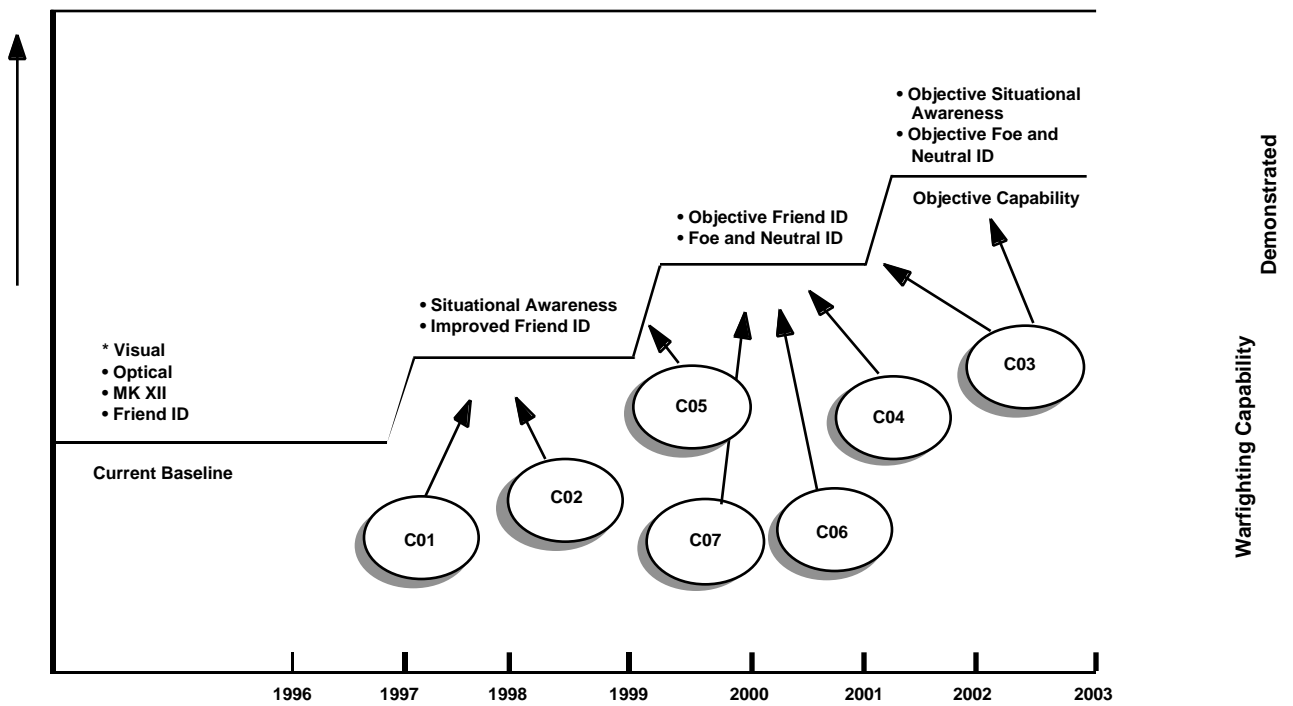 • Objective Situational
Awareness
• Objective Foe and
Neutral ID
Objective Capability
• Objective Friend ID
• Foe and Neutral ID
• Situational Awareness
• Improved Friend ID
* Visual
• Optical
• MK XII
• Friend ID
Current Baseline
C01
C02
C05
C07
C06
C04
C03
1996
1997
1998
1999
2000
2001
2002
2003
Demonstrated
Warfighting Capability